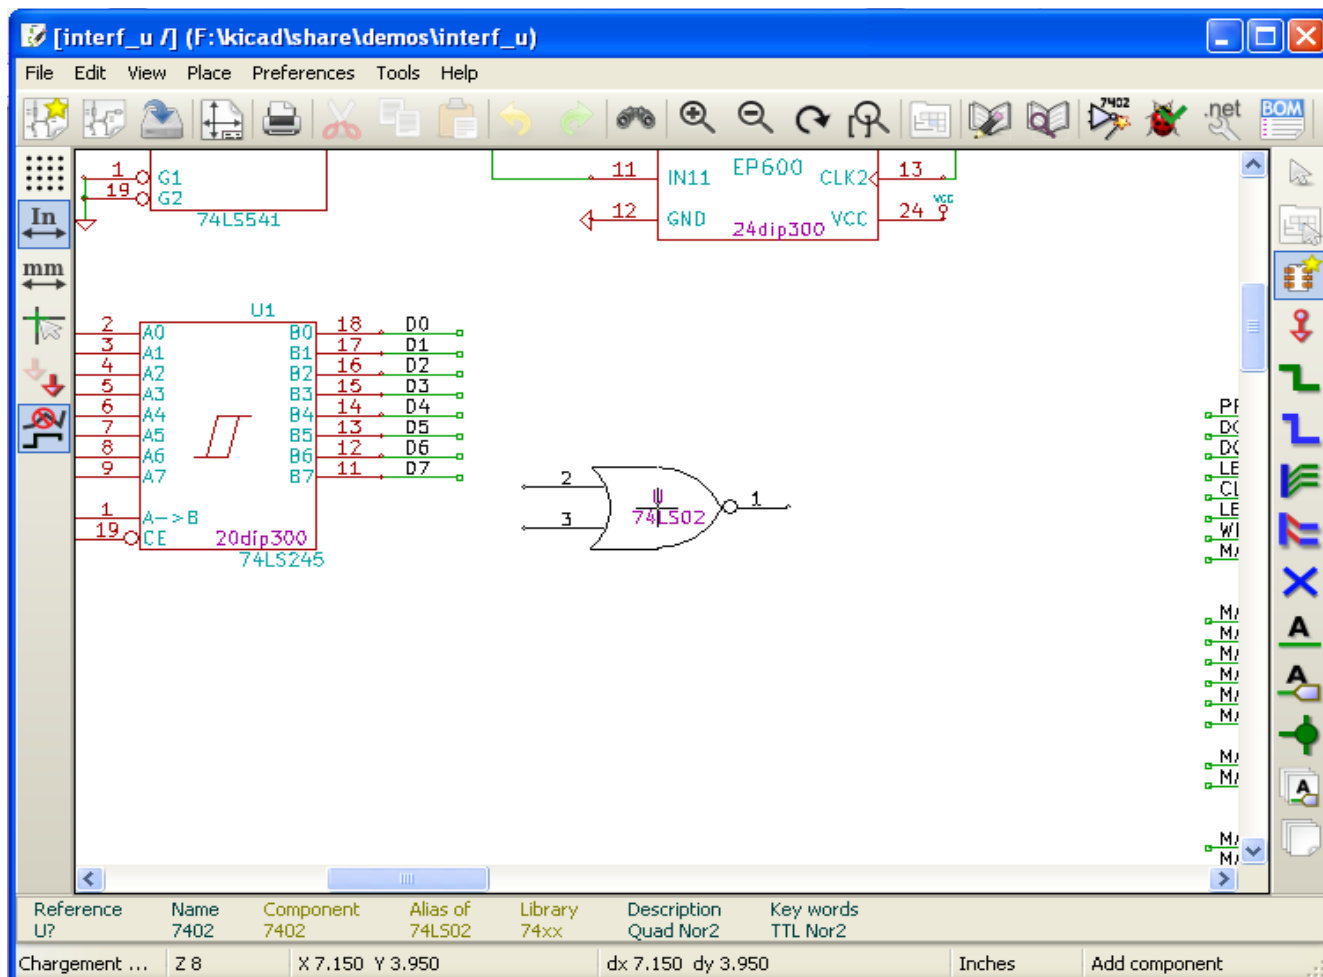 [interf_u /] (F:\kicad\share\demos\interf_u)
File Edit View Place Preferences Tools Help
7402
.net
BOM
In
mm
1 G1
19 G2
74LS541
11 IN11 EP600 CLK2 13
12 GND VCC 24 VCC
24dip300
U1
2 A0 B0 18 D0
3 A1 B1 17 D1
4 A2 B2 16 D2
5 A3 B3 15 D3
6 A4 B4 14 D4
7 A5 B5 13 D5
8 A6 B6 12 D6
9 A7 B7 11 D7
1 A->B
19 CE 20dip300
74LS245
2
3
U
74LS02
1
CL
LE
A
A
A
Reference Name Component Alias of Library Description Key words
U? 7402 7402 74LS02 74xx Quad Nor2 TTL Nor2
Chargement ... Z 8 X 7.150 Y 3.950 dx 7.150 dy 3.950 Inches Add component